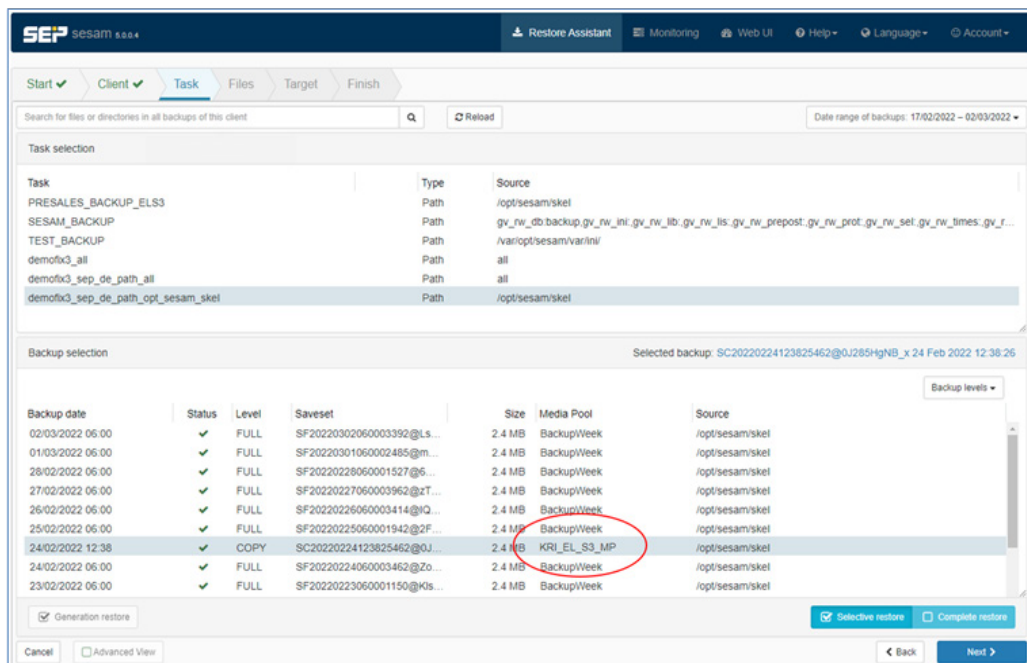 SEP sesam 5.0.0.4 Restore Assistant Monitoring Web UI Help Language Account
Start Client Task Files Target Finish
Search for files or directories in all backups of this client Reload Date range of backups: 17/02/2022 – 02/03/2022
Task selection
Task Type Source
PRESALES_BACKUP_ELS3 Path /opt/sesam/skel
SESAM_BACKUP Path gv_rw_db:backup,gv_rw_ini:,gv_rw_lib:,gv_rw_lis:,gv_rw_prepost:,gv_rw_prot:,gv_rw_sel:,gv_rw_times:,gv_r...
TEST_BACKUP Path /var/opt/sesam/var/ini/
demofix3_all Path all
demofix3_sep_de_path_all Path all
demofix3_sep_de_path_opt_sesam_skel Path /opt/sesam/skel
Backup selection Selected backup: SC20220224123825462@0J285HgNB_x 24 Feb 2022 12:38:26
Backup levels
Backup date Status Level Saveset Size Media Pool Source
02/03/2022 06:00 FULL SF20220302060003392@Ls... 2.4 MB BackupWeek /opt/sesam/skel
01/03/2022 06:00 FULL SF20220301060002485@m... 2.4 MB BackupWeek /opt/sesam/skel
28/02/2022 06:00 FULL SF20220228060001527@6... 2.4 MB BackupWeek /opt/sesam/skel
27/02/2022 06:00 FULL SF20220227060003962@zT... 2.4 MB BackupWeek /opt/sesam/skel
26/02/2022 06:00 FULL SF20220226060003414@IQ... 2.4 MB BackupWeek /opt/sesam/skel
25/02/2022 06:00 FULL SF20220225060001942@2F... 2.4 MB BackupWeek /opt/sesam/skel
24/02/2022 12:38 COPY SC20220224123825462@0J... 2.4 MB KRI_EL_S3_MP /opt/sesam/skel
24/02/2022 06:00 FULL SF20220224060003462@Zo... 2.4 MB BackupWeek /opt/sesam/skel
23/02/2022 06:00 FULL SF20220223060001150@Kls... 2.4 MB BackupWeek /opt/sesam/skel
Generation restore Selective restore Complete restore
Cancel Advanced View Back Next